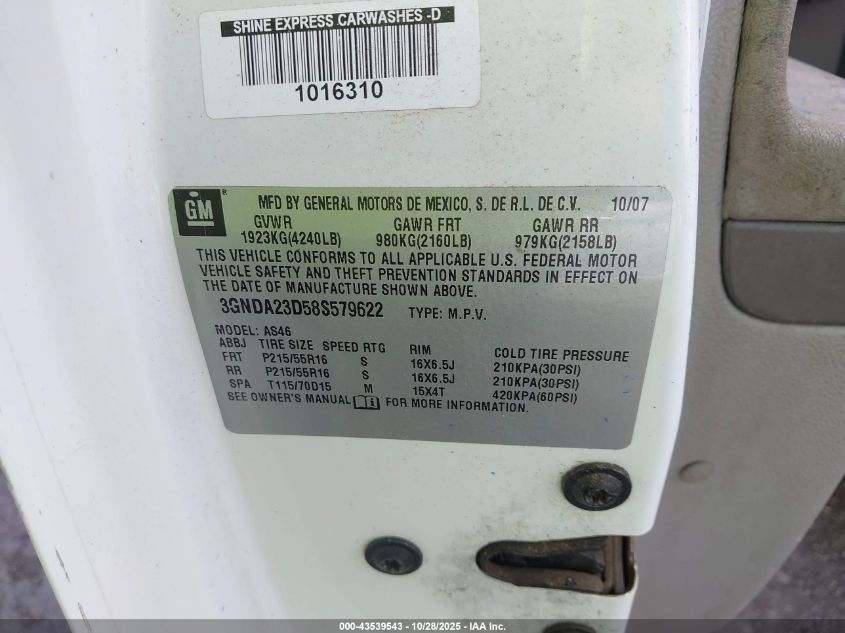 SHINE EXPRESS CARWASHES -D
1016310
GM ® MFD BY GENERAL MOTORS DE MEXICO, S. DE R.L. DE C.V. 10/07
GVWR GAWR FRT GAWR RR
1923KG(4240LB) 980KG(2160LB) 979KG(2158LB)
THIS VEHICLE CONFORMS TO ALL APPLICABLE U.S. FEDERAL MOTOR
VEHICLE SAFETY AND THEFT PREVENTION STANDARDS IN EFFECT ON
THE DATE OF MANUFACTURE SHOWN ABOVE.
3GNDA23D58S579622 TYPE: M.P.V.
MODEL: AS46
ABBJ TIRE SIZE SPEED RTG RIM COLD TIRE PRESSURE
FRT P215/55R16 S 16X6.5J 210KPA(30PSI)
RR P215/55R16 S 16X6.5J 210KPA(30PSI)
SPA T115/70D15 M 15X4T 420KPA(60PSI)
SEE OWNER'S MANUAL FOR MORE INFORMATION.
000-43539543 | 10/28/2025 - IAA Inc.